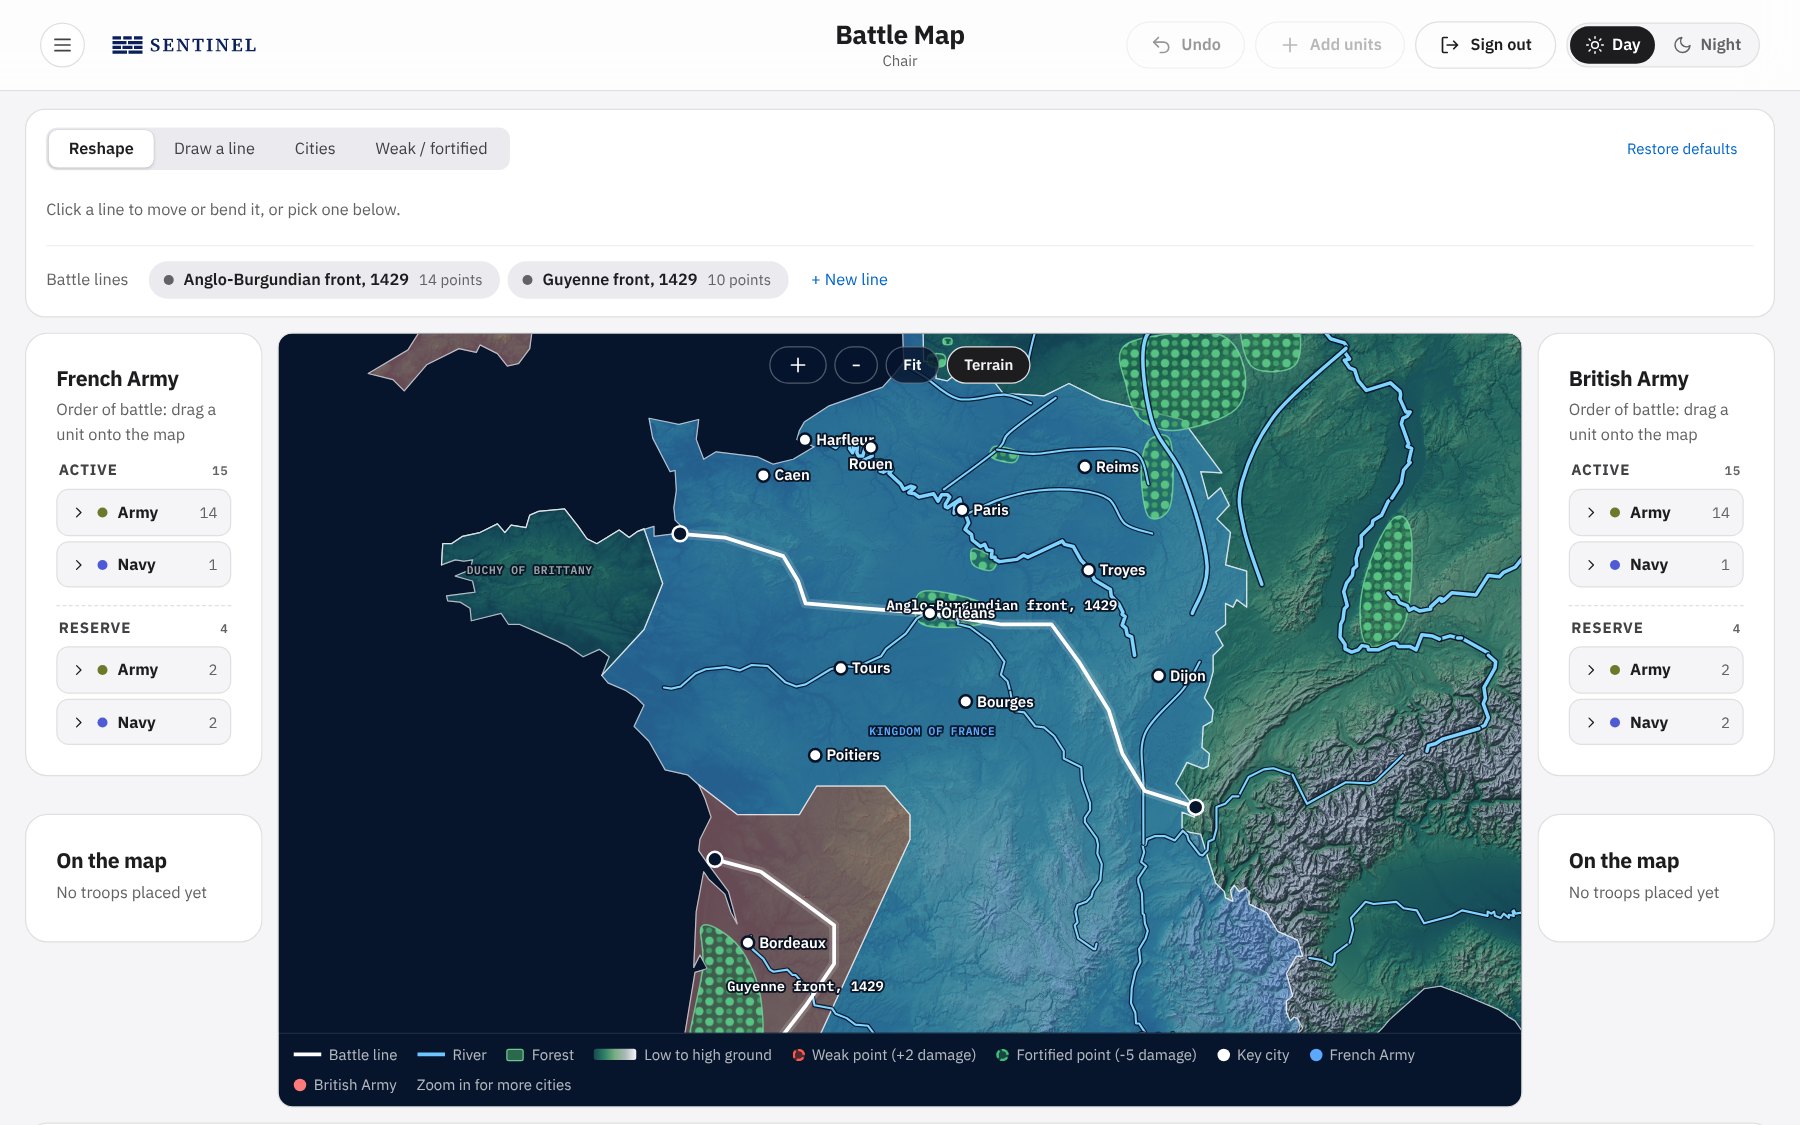 SENTINEL
Battle Map
Chair
Undo
Add units
Sign out
Day
Night
Reshape
Draw a line
Cities
Weak / fortified
Restore defaults
Click a line to move or bend it, or pick one below.
Battle lines
Anglo-Burgundian front, 1429 14 points
Guyenne front, 1429 10 points
+ New line
French Army
Order of battle: drag a
unit onto the map
ACTIVE 15
Army 14
Navy 1
RESERVE 4
Army 2
Navy 2
On the map
No troops placed yet
+
-
Fit
Terrain
Harfleur
Rouen
Caen
Reims
Paris
DUCHY OF BRITTANY
Troyes
Anglo-Burgundian front, 1429
Orleans
Tours
Dijon
Bourges
KINGDOM OF FRANCE
Poitiers
Bordeaux
Guyenne front, 1429
Battle line
River
Forest
Low to high ground
Weak point (+2 damage)
Fortified point (-5 damage)
Key city
French Army
British Army
Zoom in for more cities
British Army
Order of battle: drag a
unit onto the map
ACTIVE 15
Army 14
Navy 1
RESERVE 4
Army 2
Navy 2
On the map
No troops placed yet